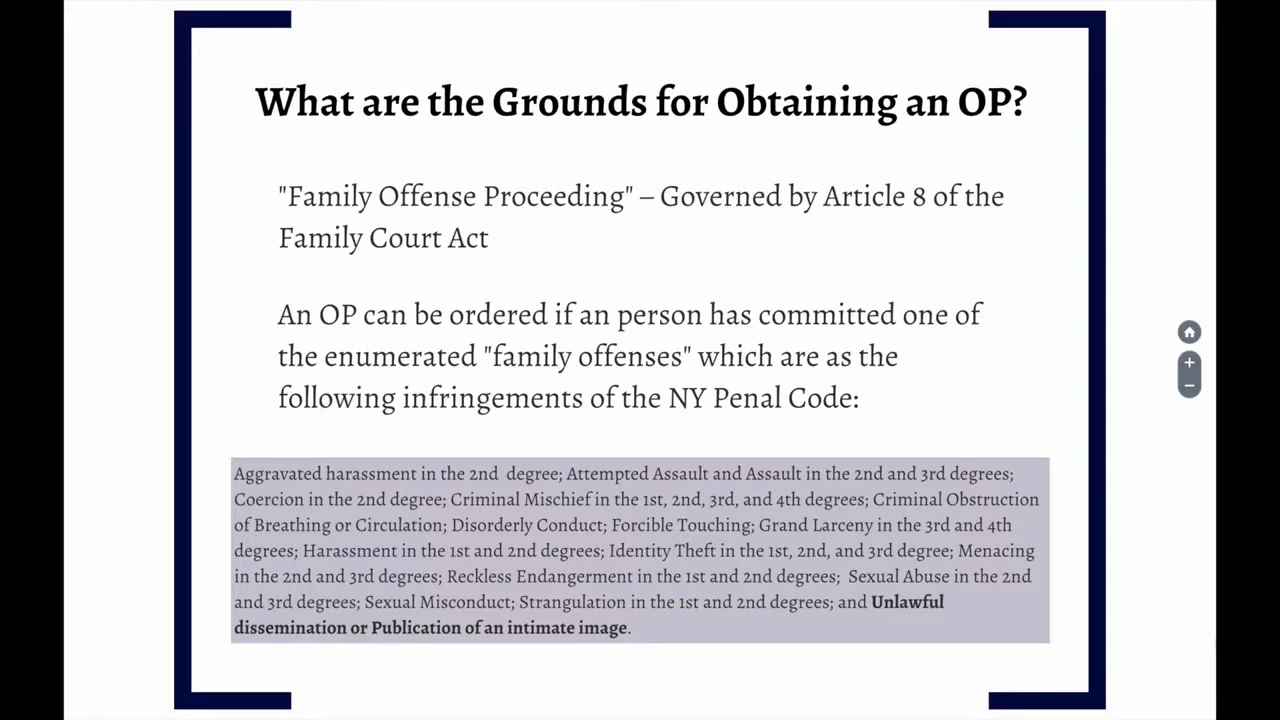 What are the Grounds for Obtaining an OP?
"Family Offense Proceeding" – Governed by Article 8 of the
Family Court Act
An OP can be ordered if an person has committed one of
the enumerated "family offenses" which are as the
following infringements of the NY Penal Code:
Aggravated harassment in the 2nd  degree; Attempted Assault and Assault in the 2nd and 3rd degrees;
Coercion in the 2nd degree; Criminal Mischief in the 1st, 2nd, 3rd, and 4th degrees; Criminal Obstruction
of Breathing or Circulation; Disorderly Conduct; Forcible Touching; Grand Larceny in the 3rd and 4th
degrees; Harassment in the 1st and 2nd degrees; Identity Theft in the 1st, 2nd, and 3rd degree; Menacing
in the 2nd and 3rd degrees; Reckless Endangerment in the 1st and 2nd degrees;  Sexual Abuse in the 2nd
and 3rd degrees; Sexual Misconduct; Strangulation in the 1st and 2nd degrees; and Unlawful
dissemination or Publication of an intimate image.